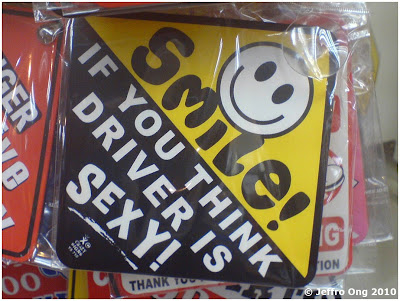 Smile!
IF YOU THINK
DRIVER IS
SEXY!
THANK YOU
© Jeffro Ong 2010